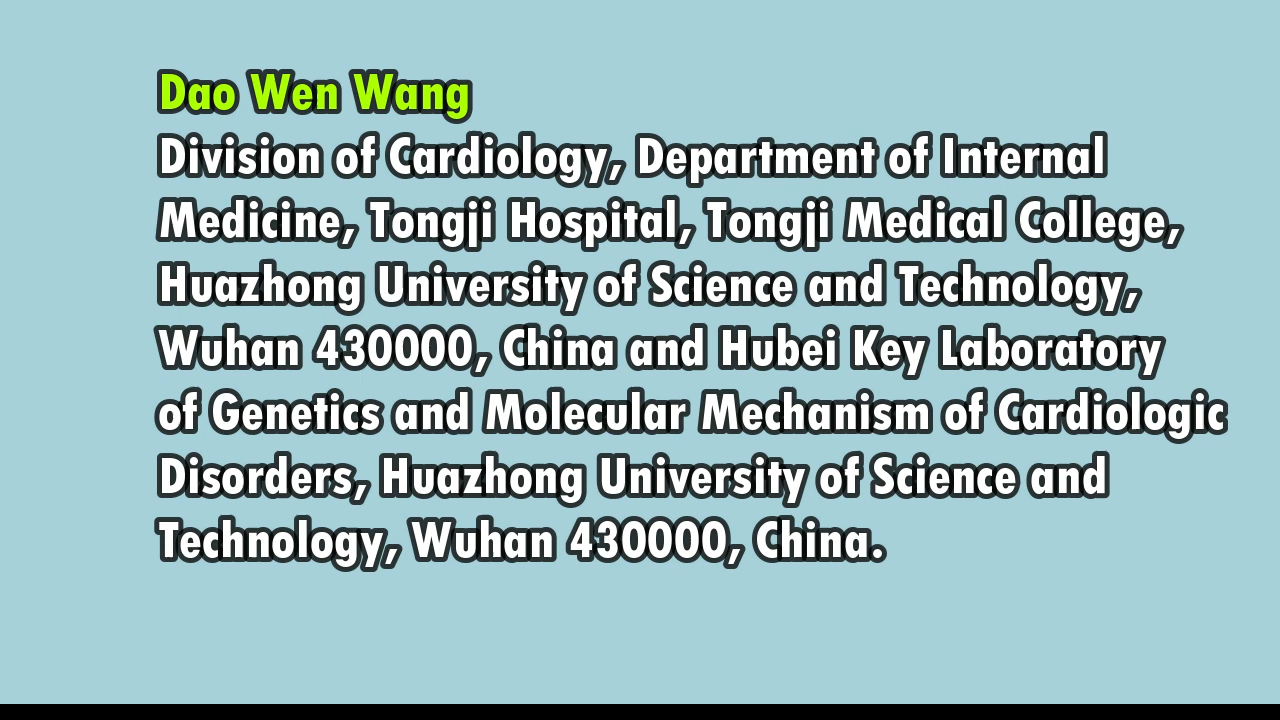 Dao Wen Wang
Division of Cardiology, Department of Internal
Medicine, Tongji Hospital, Tongji Medical College,
Huazhong University of Science and Technology,
Wuhan 430000, China and Hubei Key Laboratory
of Genetics and Molecular Mechanism of Cardiologic
Disorders, Huazhong University of Science and
Technology, Wuhan 430000, China.